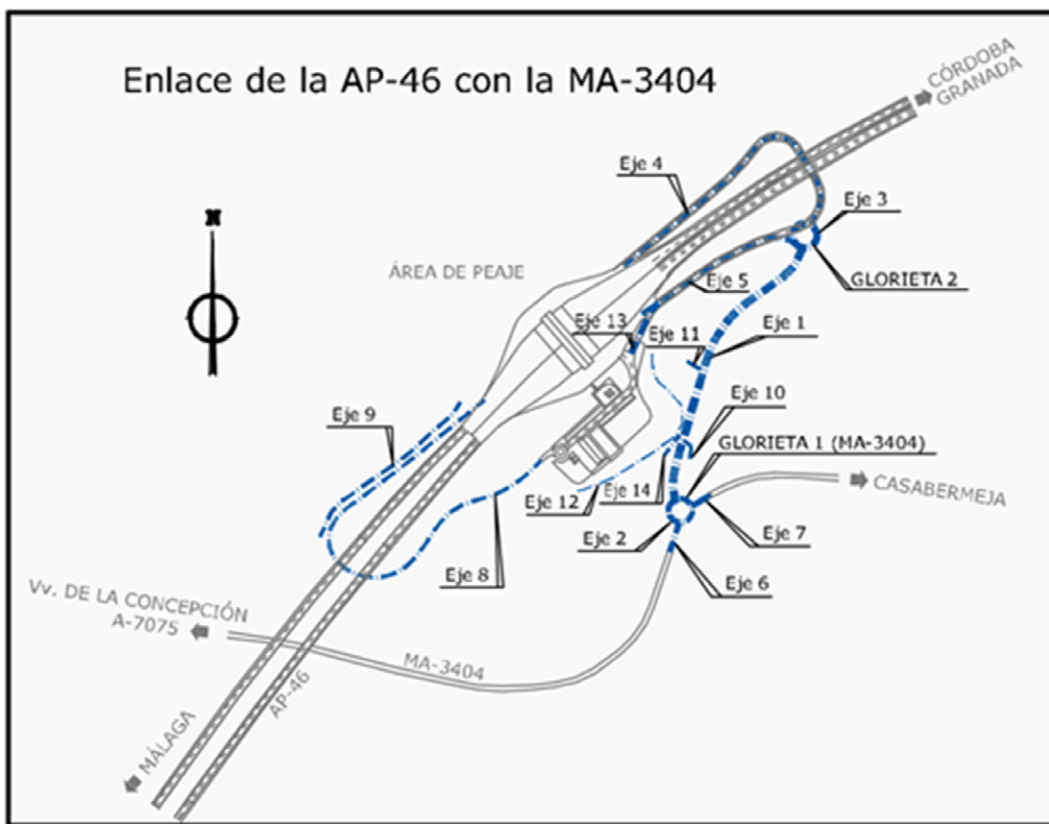 Enlace de la AP-46 con la MA-3404
CÓRDOBA
GRANADA
N
Eje 4
Eje 3
ÁREA DE PEAJE
GLORIETA 2
Eje 5
Eje 13
Eje 11
Eje 1
Eje 10
Eje 9
GLORIETA 1 (MA-3404)
CASABERMEJA
Eje 14
Eje 12
Eje 2
Eje 7
Eje 8
Eje 6
Vv. DE LA CONCEPCIÓN
A-7075
MA-3404
AP-46
MÁLAGA